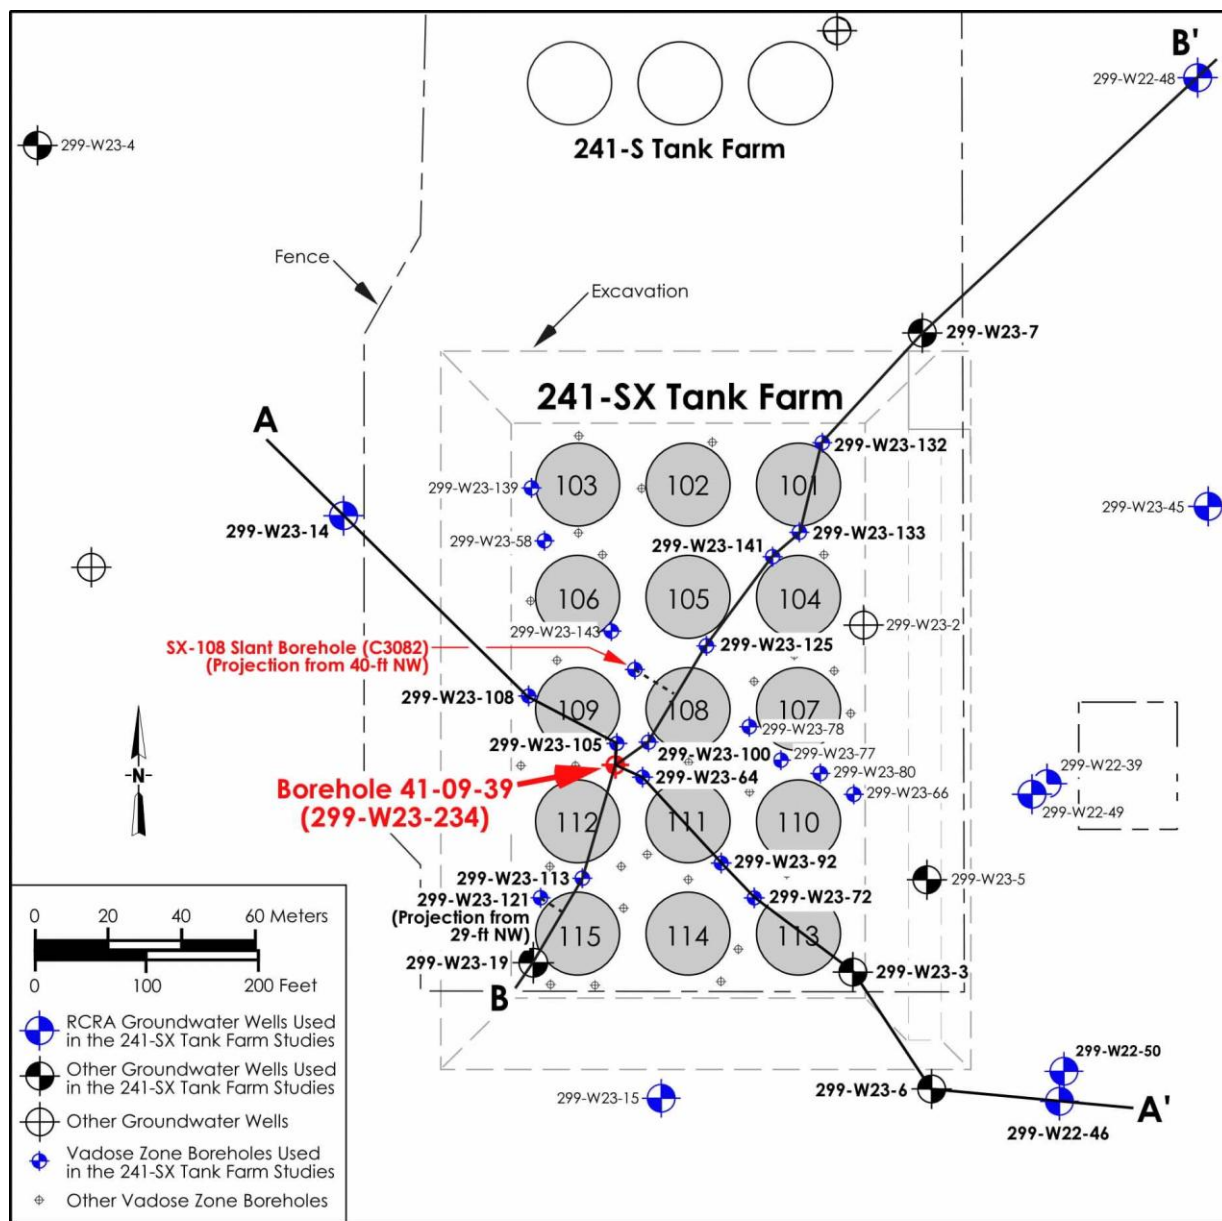 B'
299-W22-48
299-W23-4
241-S Tank Farm
Fence
Excavation
299-W23-7
241-SX Tank Farm
A
299-W23-132
299-W23-139
103
102
101
299-W23-45
299-W23-14
299-W23-58
299-W23-141
299-W23-133
106
105
104
299-W23-143
299-W23-2
SX-108 Slant Borehole (C3082)
(Projection from 40-ft NW)
299-W23-125
299-W23-108
109
108
107
299-W23-78
299-W23-105
299-W23-100
299-W23-77
299-W23-64
299-W23-80
299-W22-39
N
Borehole 41-09-39
(299-W23-234)
299-W23-66
299-W22-49
112
111
110
299-W23-92
299-W23-113
299-W23-5
299-W23-121
299-W23-72
(Projection from
29-ft NW)
115
114
113
299-W23-19
299-W23-3
B
0 20 40 60 Meters
0 100 200 Feet
RCRA Groundwater Wells Used
in the 241-SX Tank Farm Studies
Other Groundwater Wells Used
in the 241-SX Tank Farm Studies
Other Groundwater Wells
Vadose Zone Boreholes Used
in the 241-SX Tank Farm Studies
Other Vadose Zone Boreholes
299-W22-50
299-W23-6
299-W23-15
A'
299-W22-46